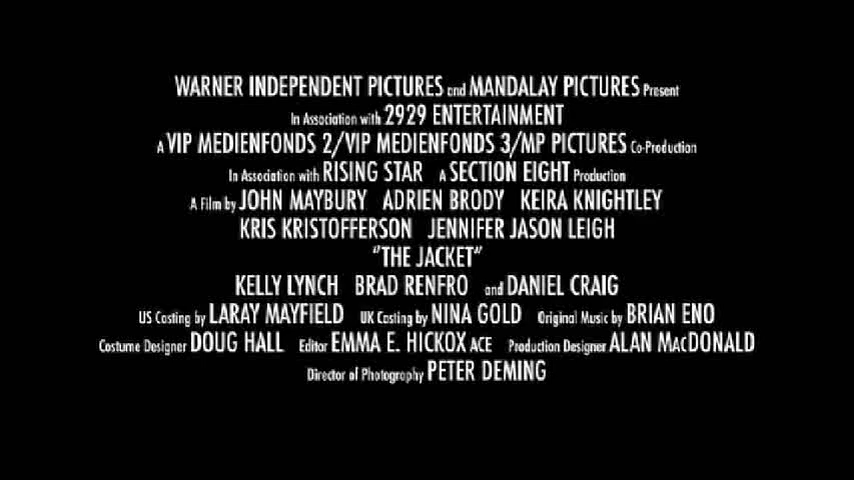 WARNER INDEPENDENT PICTURES and MANDALAY PICTURES Present
In Association with 2929 ENTERTAINMENT
A VIP MEDIENFONDS 2/VIP MEDIENFONDS 3/MP PICTURES Co-Production
In Association with RISING STAR A SECTION EIGHT Production
A Film by JOHN MAYBURY ADRIEN BRODY KEIRA KNIGHTLEY
KRIS KRISTOFFERSON JENNIFER JASON LEIGH
"THE JACKET"
KELLY LYNCH BRAD RENFRO and DANIEL CRAIG
US Casting by LARAY MAYFIELD UK Casting by NINA GOLD Original Music by BRIAN ENO
Costume Designer DOUG HALL Editor EMMA E. HICKOX ACE Production Designer ALAN MACDONALD
Director of Photography PETER DEMING